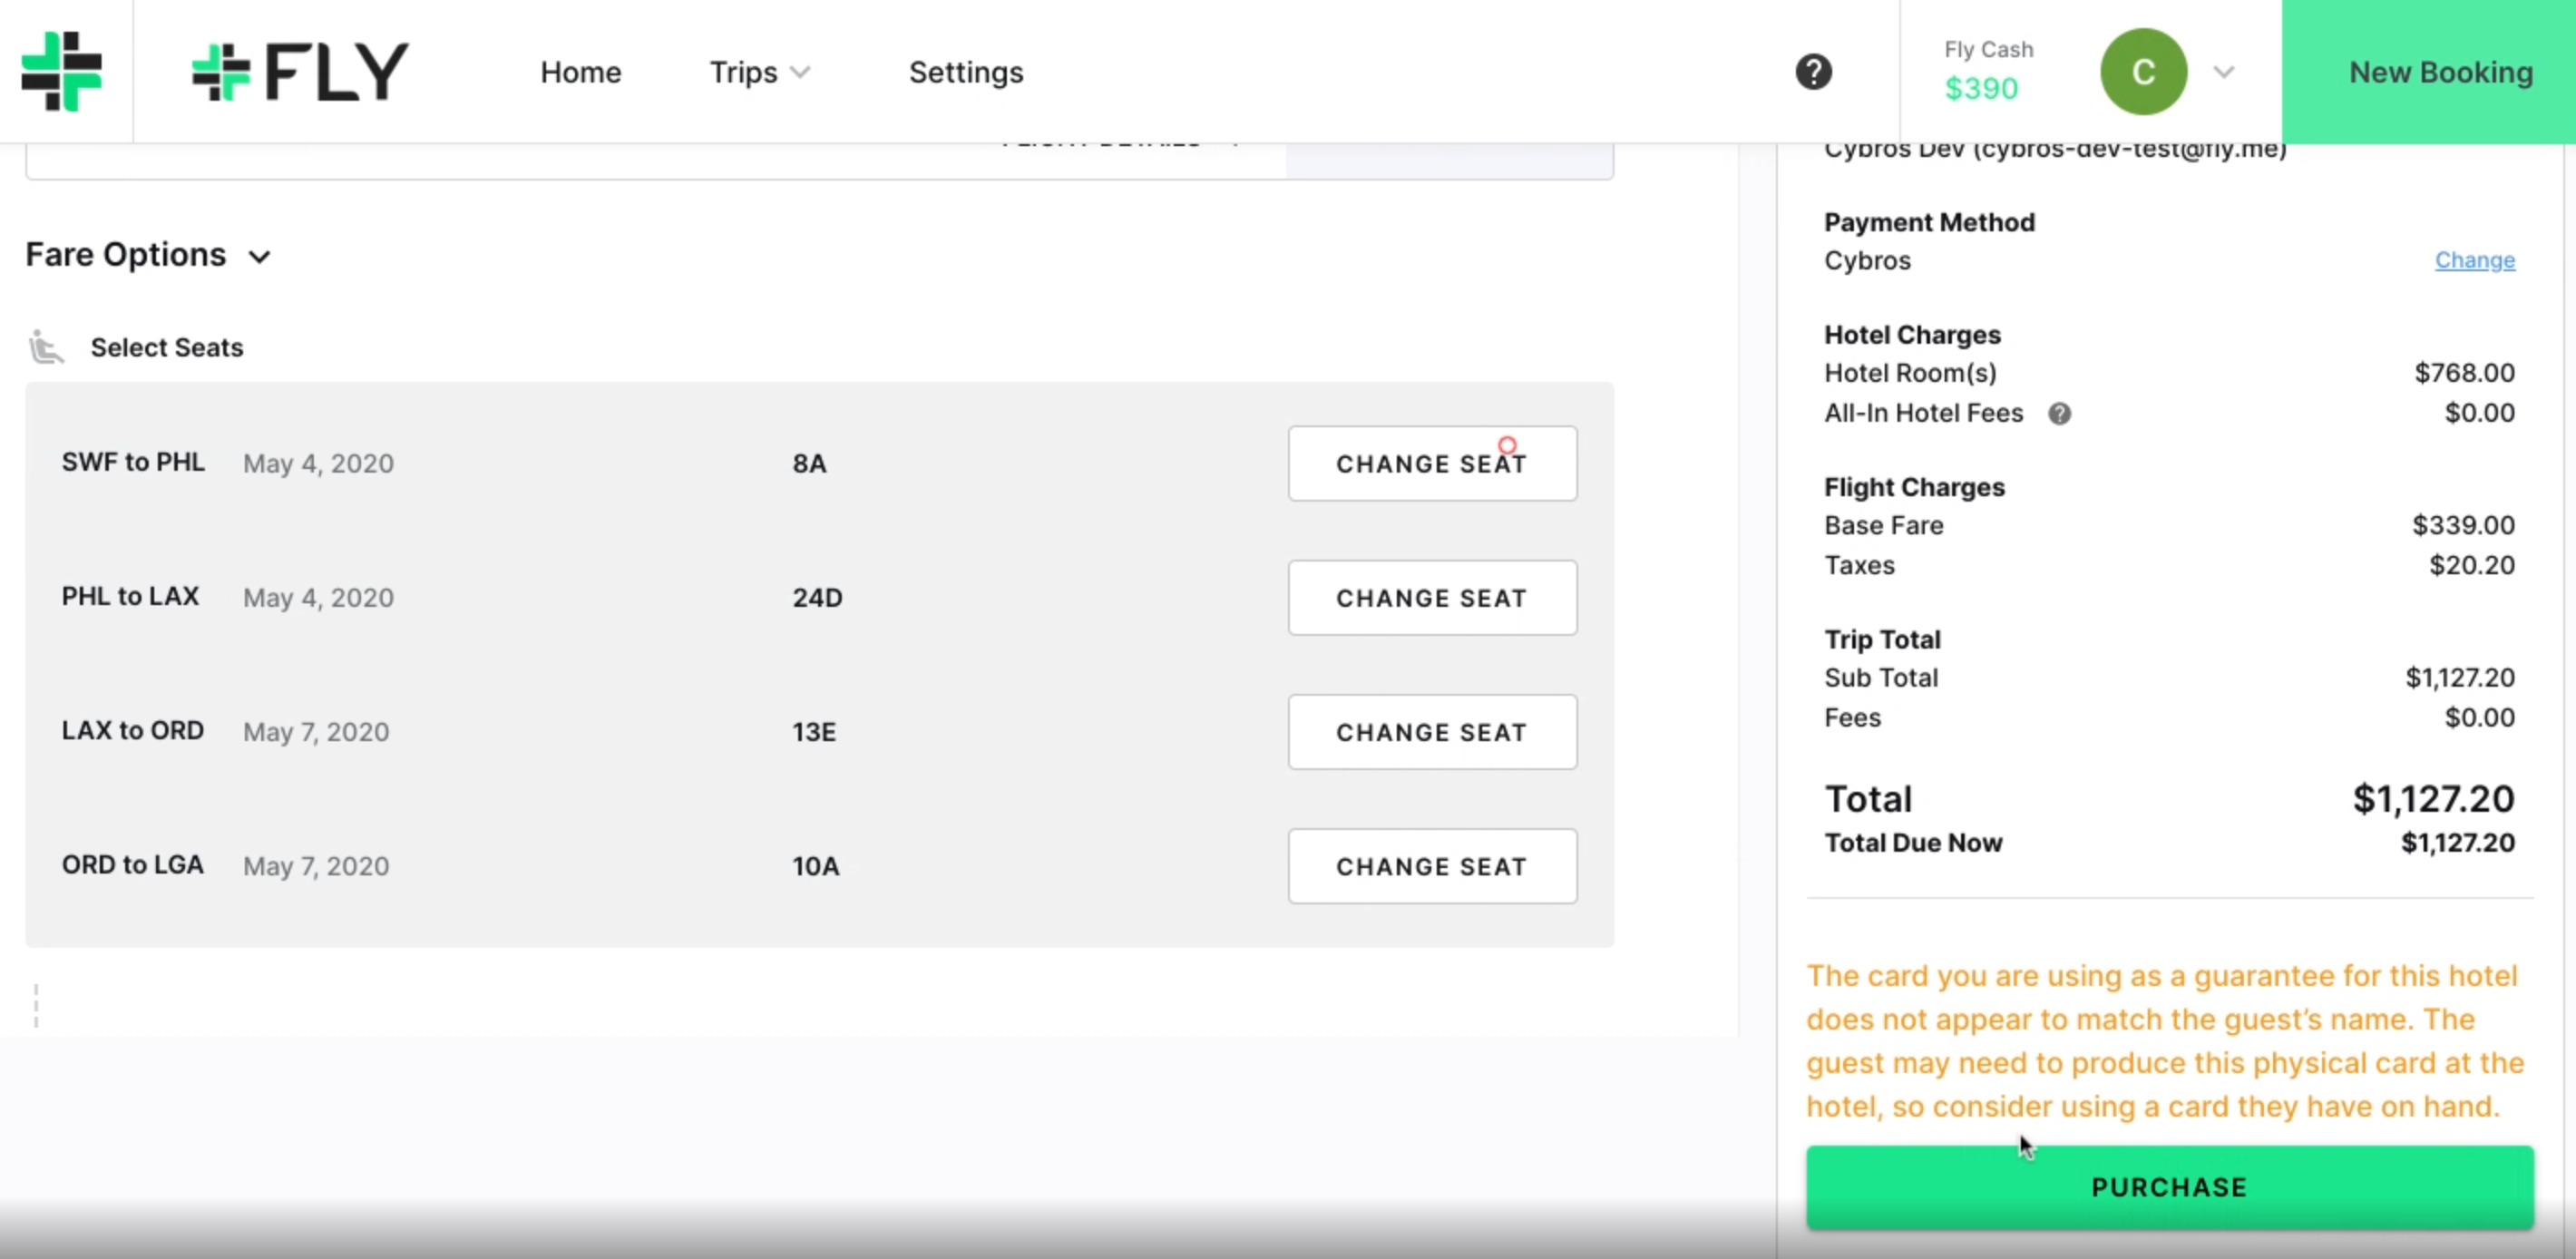 FLY
Home
Trips
Settings
?
Fly Cash
$390
C
New Booking
Fare Options
Select Seats
SWF to PHL May 4, 2020 8A CHANGE SEAT
PHL to LAX May 4, 2020 24D CHANGE SEAT
LAX to ORD May 7, 2020 13E CHANGE SEAT
ORD to LGA May 7, 2020 10A CHANGE SEAT
Cybros Dev (cybros-dev-test@fly.me)
Payment Method
Cybros Change
Hotel Charges
Hotel Room(s) $768.00
All-In Hotel Fees ? $0.00
Flight Charges
Base Fare $339.00
Taxes $20.20
Trip Total
Sub Total $1,127.20
Fees $0.00
Total $1,127.20
Total Due Now $1,127.20
The card you are using as a guarantee for this hotel
does not appear to match the guest's name. The
guest may need to produce this physical card at the
hotel, so consider using a card they have on hand.
PURCHASE